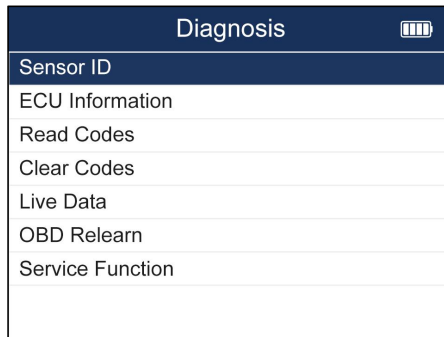 Diagnosis
Sensor ID
ECU Information
Read Codes
Clear Codes
Live Data
OBD Relearn
Service Function